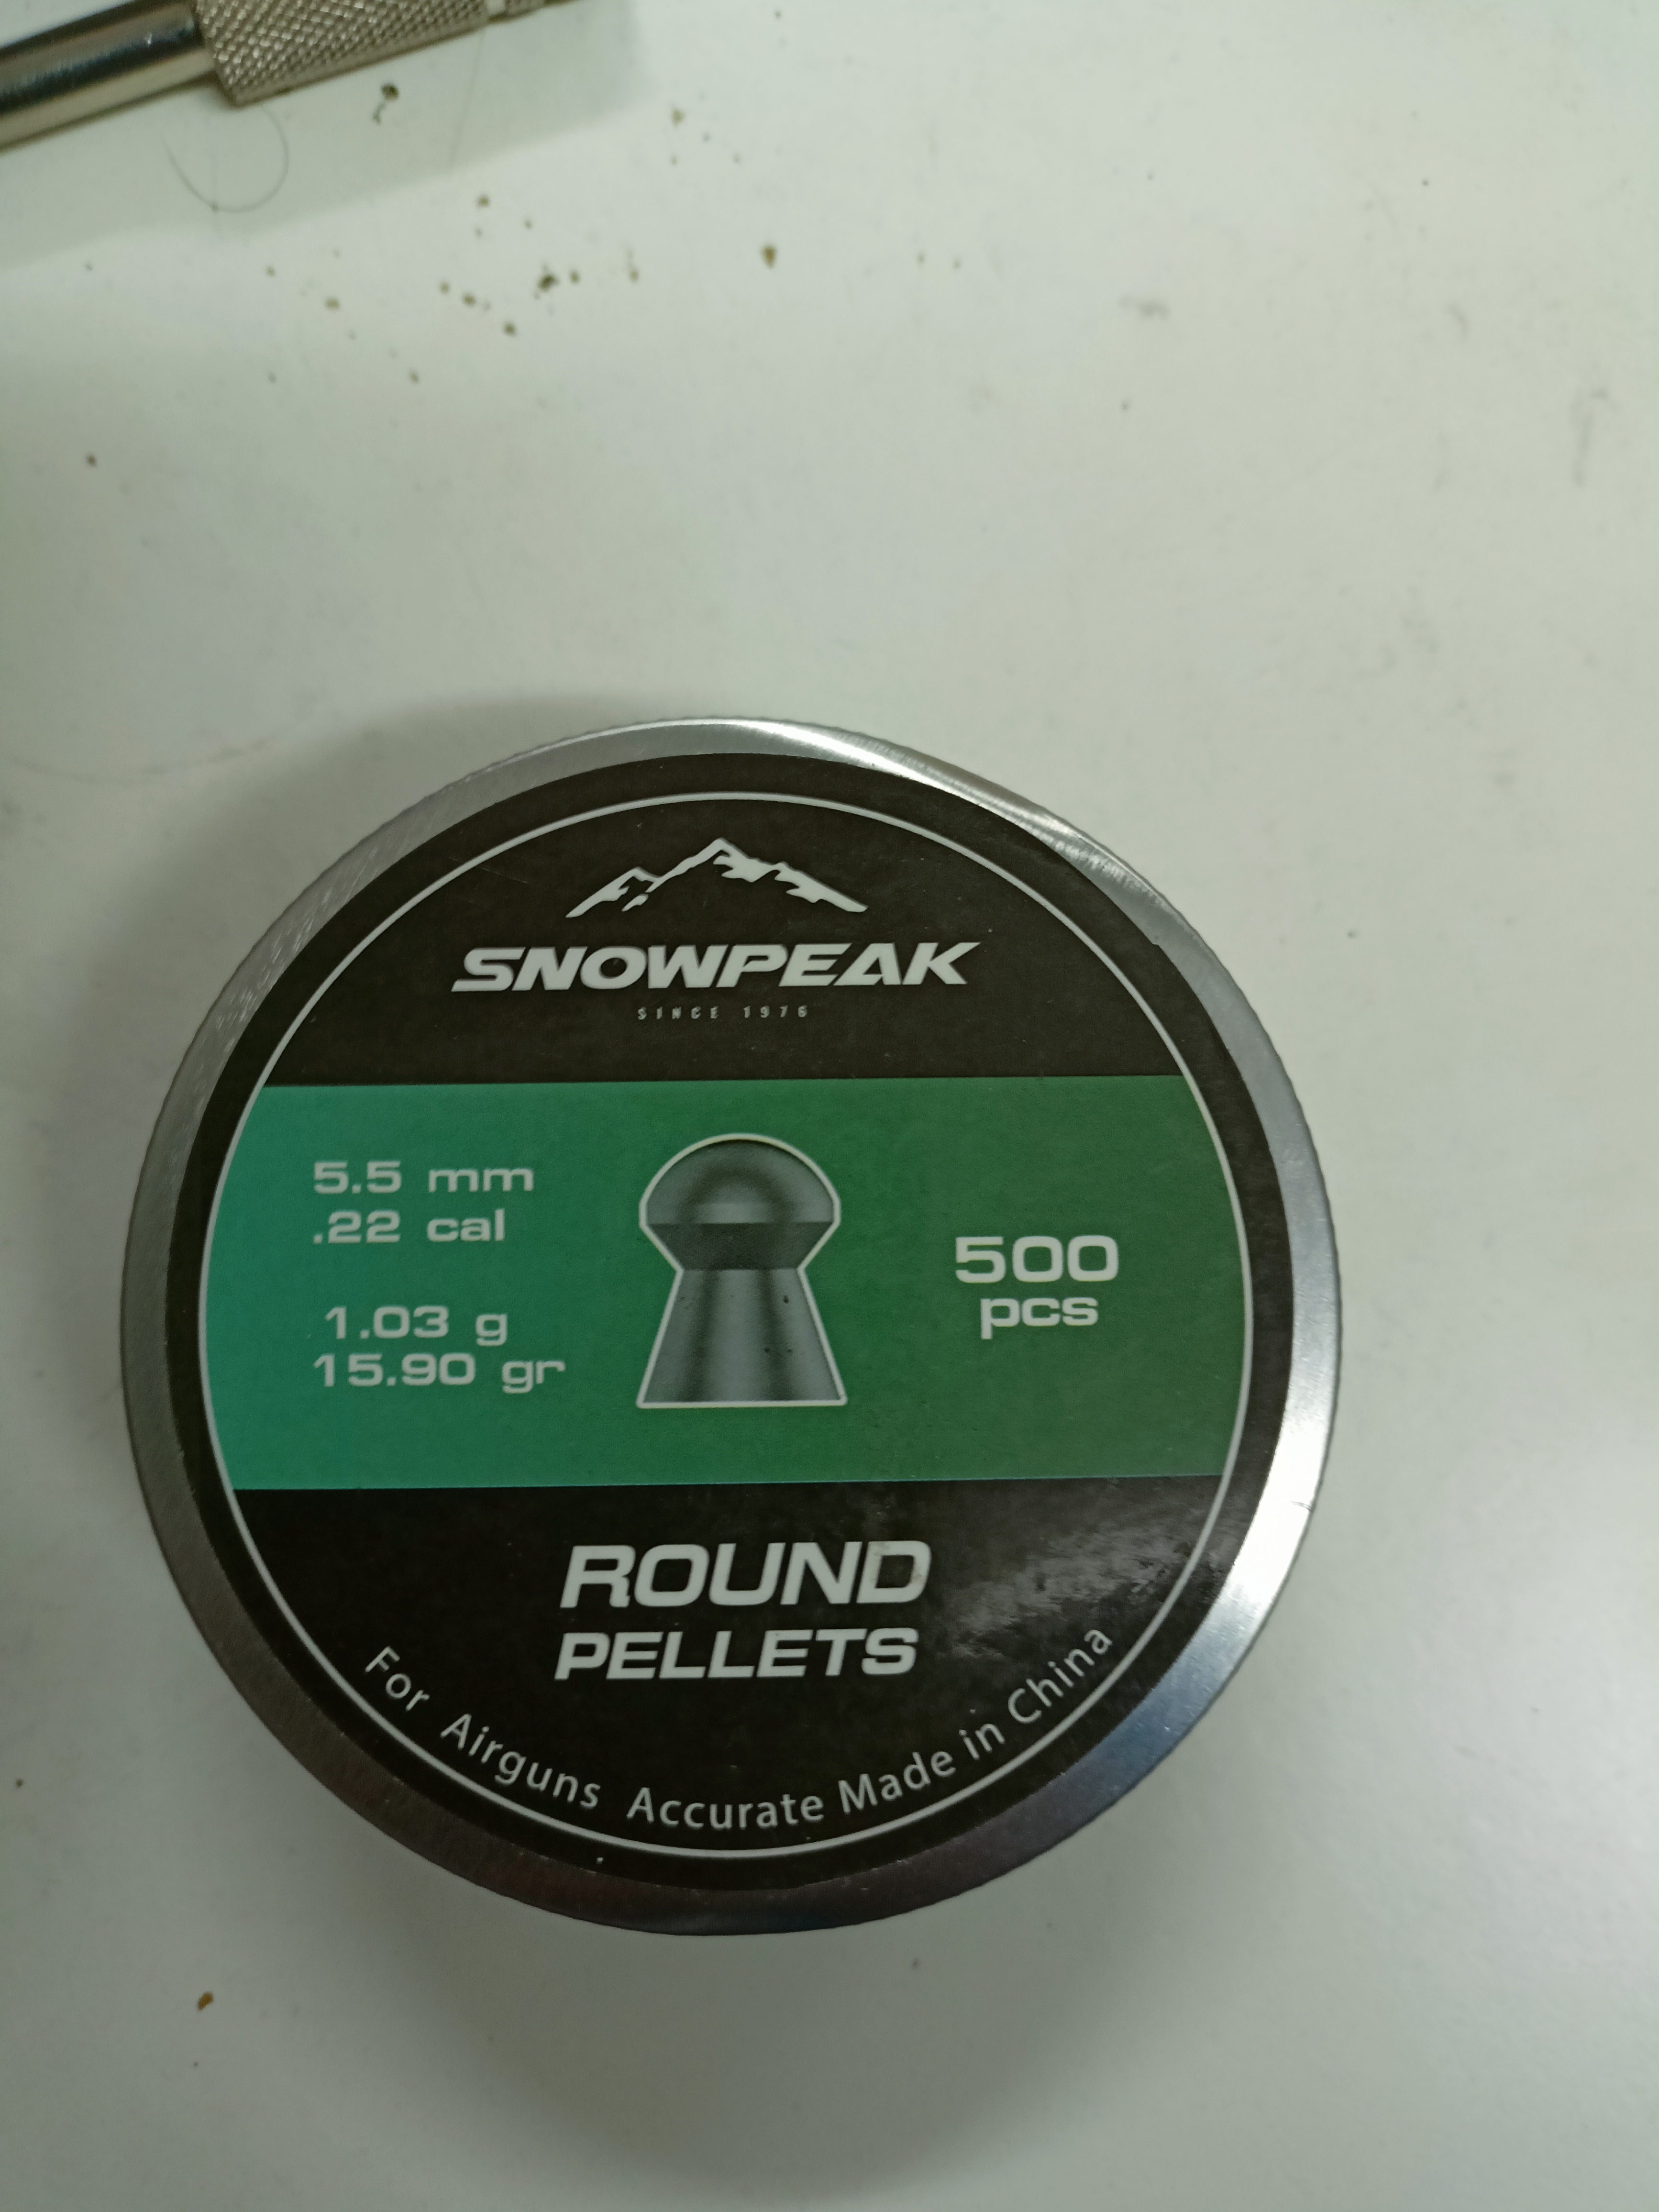 SNOWPEAK
SINCE 1976
5.5 mm
.22 cal
1.03 g
15.90 gr
500
pcs
ROUND
PELLETS
For Airguns Accurate Made in China